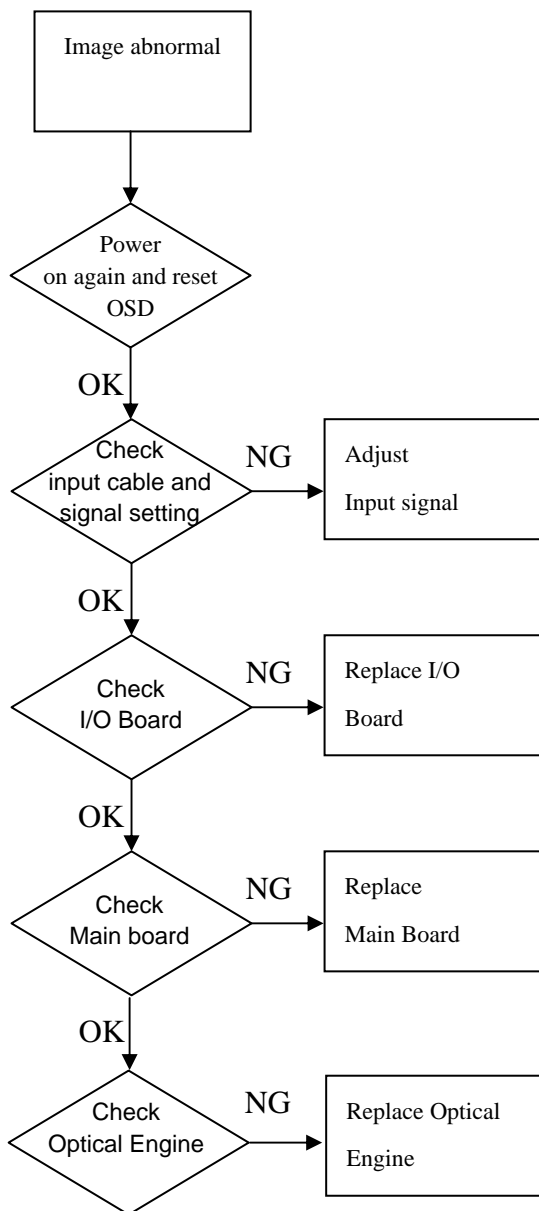 Image abnormal
Power
on again and reset
OSD
OK
Check
input cable and
signal setting
NG
Adjust
Input signal
OK
Check
I/O Board
NG
Replace I/O
Board
OK
Check
Main board
NG
Replace
Main Board
OK
Check
Optical Engine
NG
Replace Optical
Engine